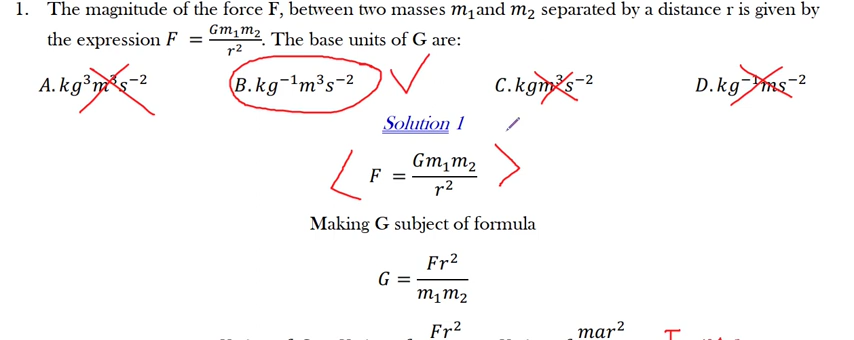 1. The magnitude of the force F, between two masses m₁and m₂ separated by a distance r is given by
the expression F = Gm₁m₂/r². The base units of G are:
A. kg³m³s⁻² B. kg⁻¹m³s⁻² C. kgm³s⁻² D. kg⁻¹ms⁻²
Solution 1
F = Gm₁m₂/r²
Making G subject of formula
G = Fr²/m₁m₂
Fr² mar²